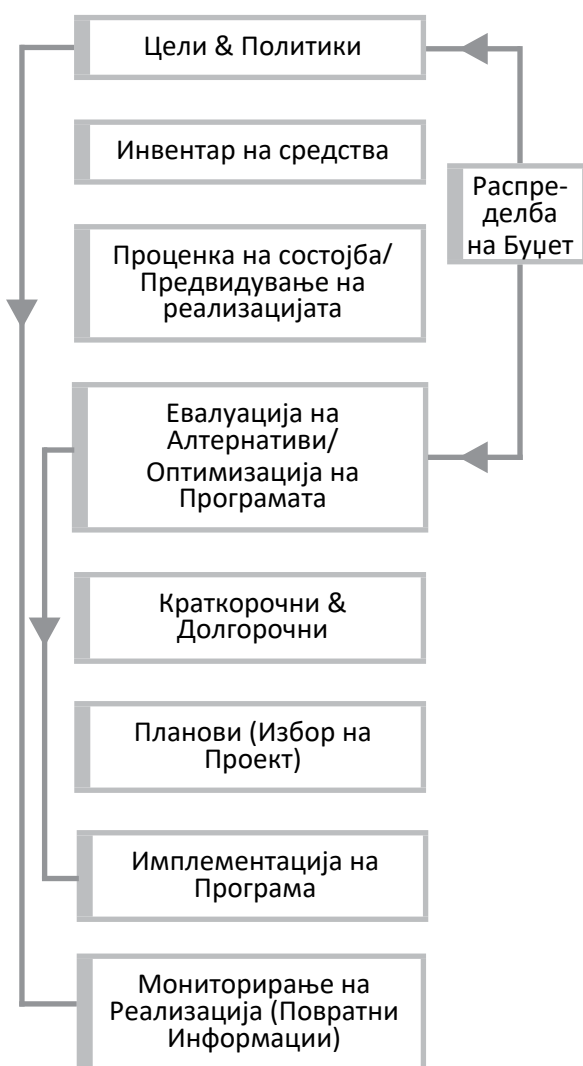 Цели & Политики
Инвентар на средства
Распре-
делба
на Буџет
Проценка на состојба/
Предвидување на
реализацијата
Евалуација на
Алтернативи/
Оптимизација на
Програмата
Краткорочни &
Долгорочни
Планови (Избор на
Проект)
Имплементација на
Програма
Мониторирање на
Реализација (Повратни
Информации)